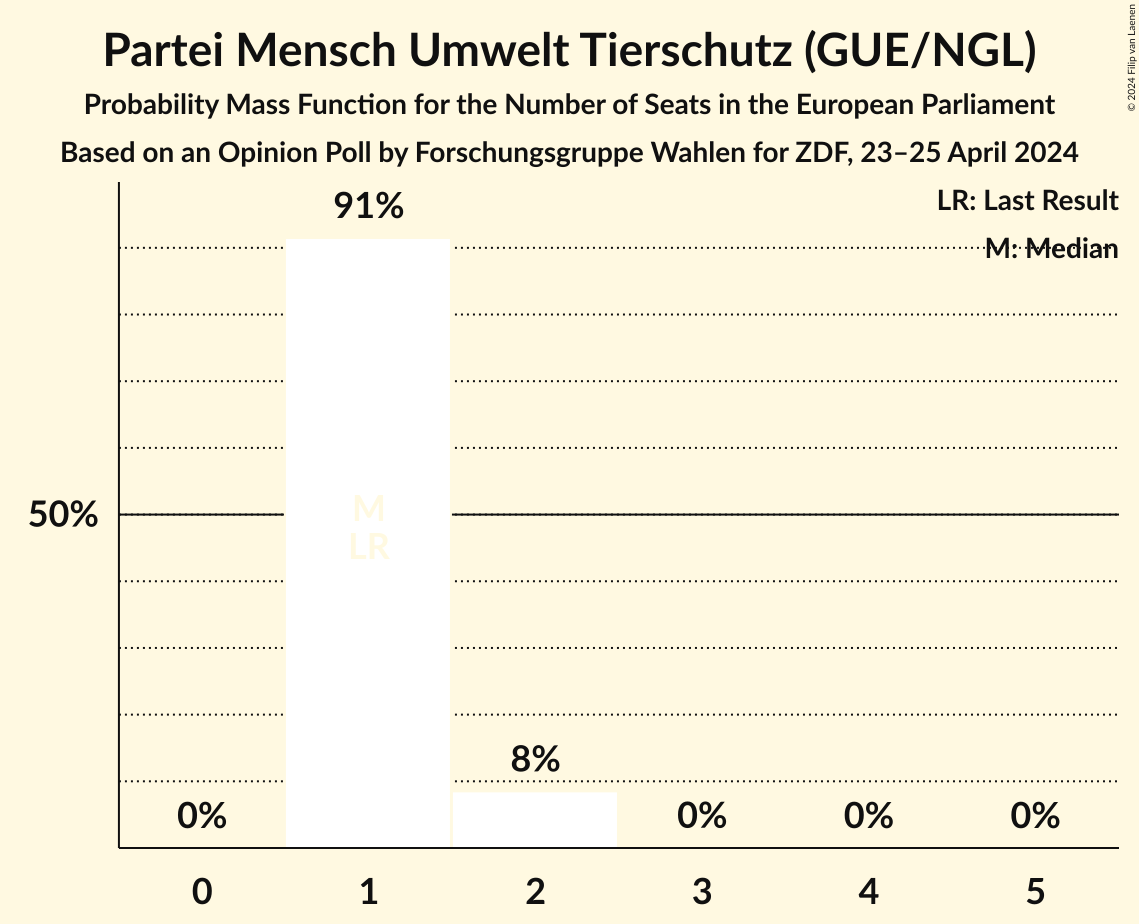 Partei Mensch Umwelt Tierschutz (GUE/NGL)
Probability Mass Function for the Number of Seats in the European Parliament
Based on an Opinion Poll by Forschungsgruppe Wahlen for ZDF, 23–25 April 2024
© 2024 Filip van Laenen
LR: Last Result
M: Median
91%
50%
M
LR
8%
0%
0%
0%
0%
0 1 2 3 4 5